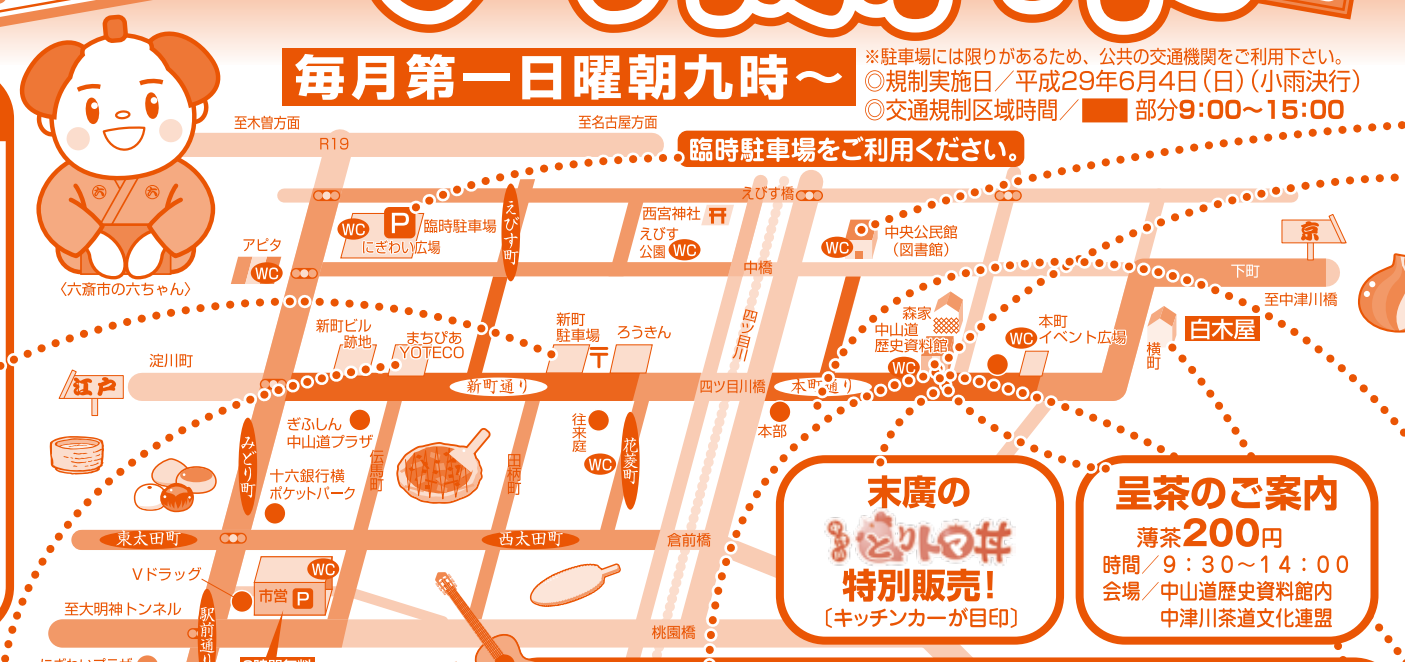 毎月第一日曜朝九時～
※駐車場には限りがあるため、公共の交通機関をご利用下さい。
◎規制実施日／平成29年6月4日(日)(小雨決行)
◎交通規制区域時間／ 部分9:00～15:00
至木曽方面
至名古屋方面
R19
臨時駐車場をご利用ください。
えびす橋
えびす町
WC
P
臨時駐車場
にぎわい広場
西宮神社
えびす
公園
WC
WC
中央公民館
（図書館）
京
アピタ
WC
中橋
下町
至中津川橋
〈六斎市の六ちゃん〉
六
六
新町ビル
跡地
まちぴあ
YOTECO
新町
駐車場
〒
ろうきん
四ツ目川
森家
中山道
歴史資料館
WC
WC
本町
イベント広場
横町
白木屋
淀川町
江戸
新町通り
四ツ目川橋
本町通り
本部
みどり町
ぎふしん
中山道プラザ
伝馬町
田柄町
往来庭
WC
花菱町
十六銀行横
ポケットパーク
東太田町
西太田町
倉前橋
Vドラッグ
市営
P
WC
至大明神トンネル
駅前通り
桃園橋
末廣の
とりトマ丼
特別販売！
〔キッチンカーが目印〕
呈茶のご案内
薄茶200円
時間／9：30～14：00
会場／中山道歴史資料館内
中津川茶道文化連盟